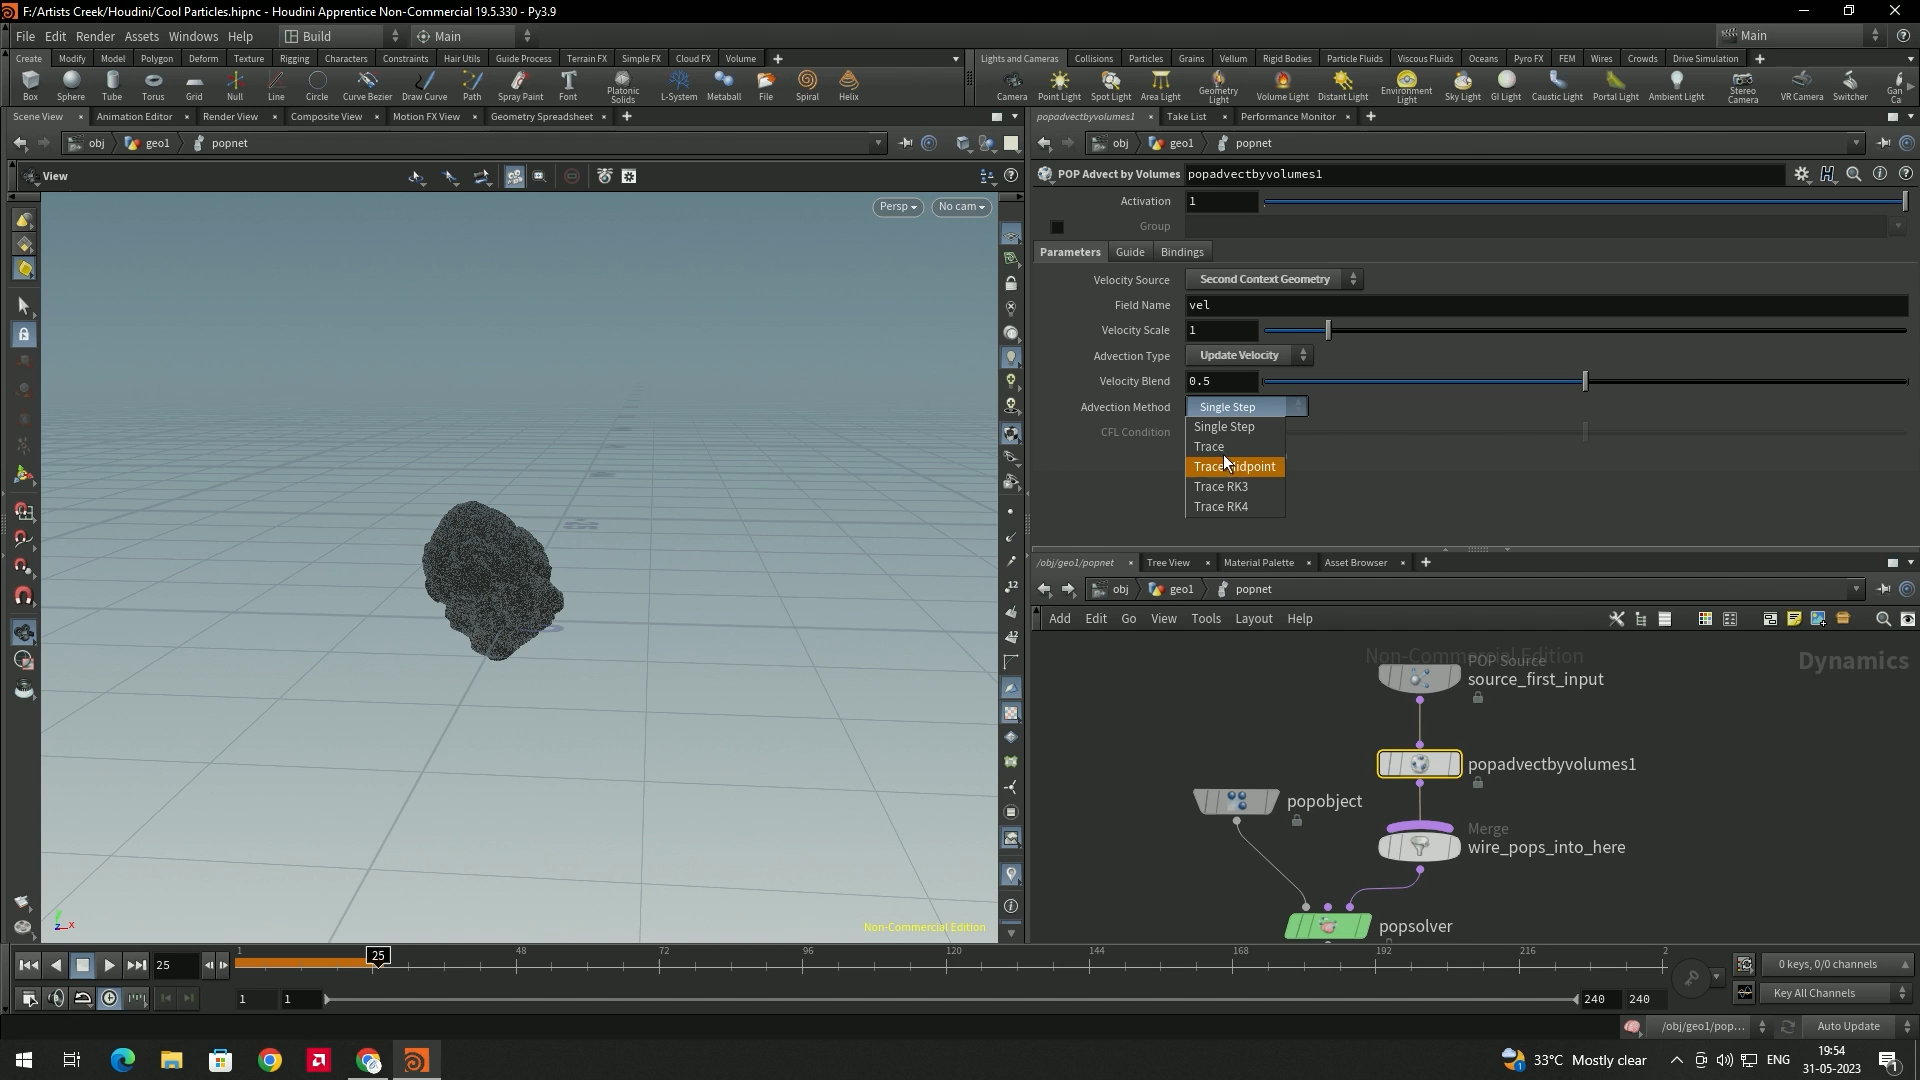 F:/Artists Creek/Houdini/Cool Particles.hipnc - Houdini Apprentice Non-Commercial 19.5.330 - Py3.9
File Edit Render Assets Windows Help Build Main Main
Create Modify Model Polygon Deform Texture Rigging Characters Constraints Hair Utils Guide Process Terrain FX Simple FX Cloud FX Volume
Lights and Cameras Collisions Particles Grains Vellum Rigid Bodies Particle Fluids Viscous Fluids Oceans Pyro FX FEM Wires Crowds Drive Simulation
Box Sphere Tube Torus Grid Null Line Circle Curve Bezier Draw Curve Path Spray Paint Font Platonic Solids L-System Metaball File Spiral Helix
Camera Point Light Spot Light Area Light Geometry Light Volume Light Distant Light Environment Light Sky Light GI Light Caustic Light Portal Light Ambient Light Stereo Camera VR Camera Switcher Gan Ca
Scene View Animation Editor Render View Composite View Motion FX View Geometry Spreadsheet
popadvectbyvolumes1 Take List Performance Monitor
obj geo1 popnet
obj geo1 popnet
View
Persp No cam
POP Advect by Volumes popadvectbyvolumes1
Activation 1
Group
Parameters Guide Bindings
Velocity Source Second Context Geometry
Field Name vel
Velocity Scale 1
Advection Type Update Velocity
Velocity Blend 0.5
Advection Method Single Step
CFL Condition
Single Step
Trace
Trace idpoint
Trace RK3
Trace RK4
/obj/geo1/popnet Tree View Material Palette Asset Browser
obj geo1 popnet
Add Edit Go View Tools Layout Help
Non-Commercial Edition
Dynamics
POP Source
source_first_input
popadvectbyvolumes1
popobject
Merge
wire_pops_into_here
popsolver
12
12
z x
Non-Commercial Edition
25
1 25 48 72 96 120 144 168 192 216 2
1 1 240 240
0 keys, 0/0 channels
Key All Channels
/obj/geo1/pop... Auto Update
33°C Mostly clear ENG
19:54
31-05-2023
1